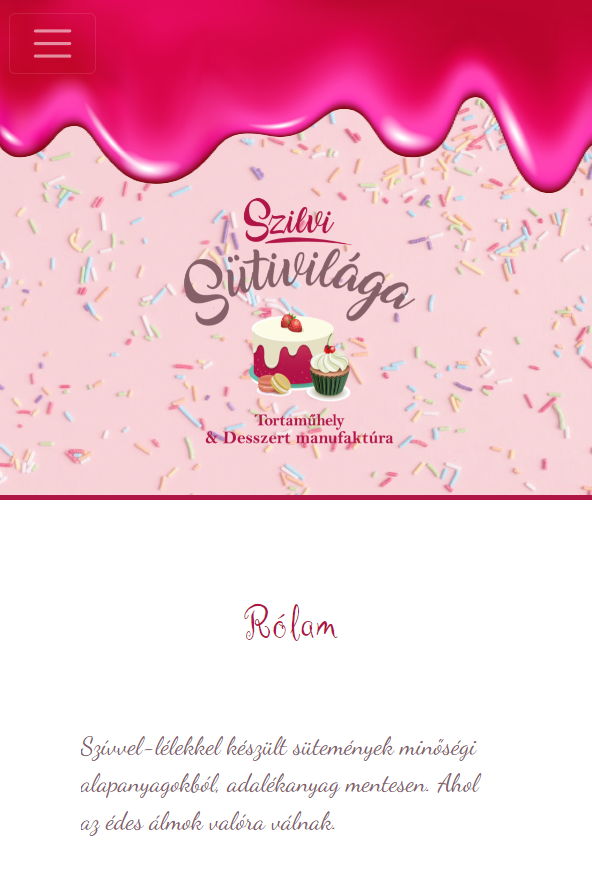 Szilvi
Sütivilága
Tortaműhely
& Desszert manufaktúra
Rólam
Szívvel-lélekkel készült sütemények minőségi
alapanyagokból, adalékanyag mentesen. Ahol
az édes álmok valóra válnak.